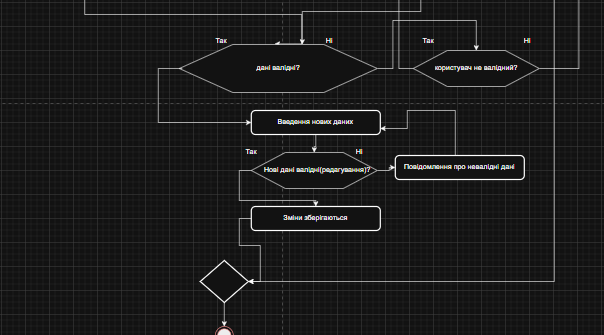 Так
НІ
Так
НІ
дані валідні?
користувач не валідний?
Введення нових даних
Так
НІ
Нові дані валідні(редагування)?
Повідомлення про невалідні дані
Зміни зберігаються